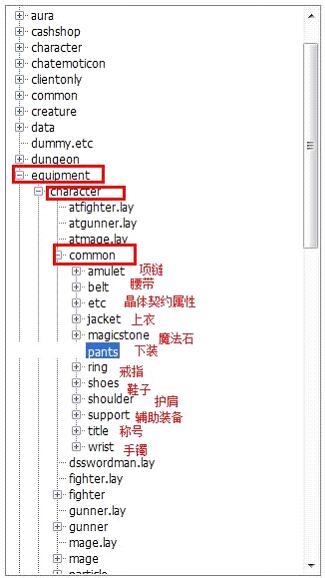 aura
cashshop
character
chatemoticon
clientonly
common
creature
data
dummy.etc
dungeon
equipment
character
atfighter.lay
atgunner.lay
atmage.lay
common
amulet 项链
belt 腰带
etc 晶体契约属性
jacket 上衣
magicstone 魔法石
pants 下装
ring 戒指
shoes 鞋子
shoulder 护肩
support 辅助装备
title 称号
wrist 手镯
dsswordman.lay
fighter.lay
fighter
gunner.lay
gunner
mage.lay
mage
particle